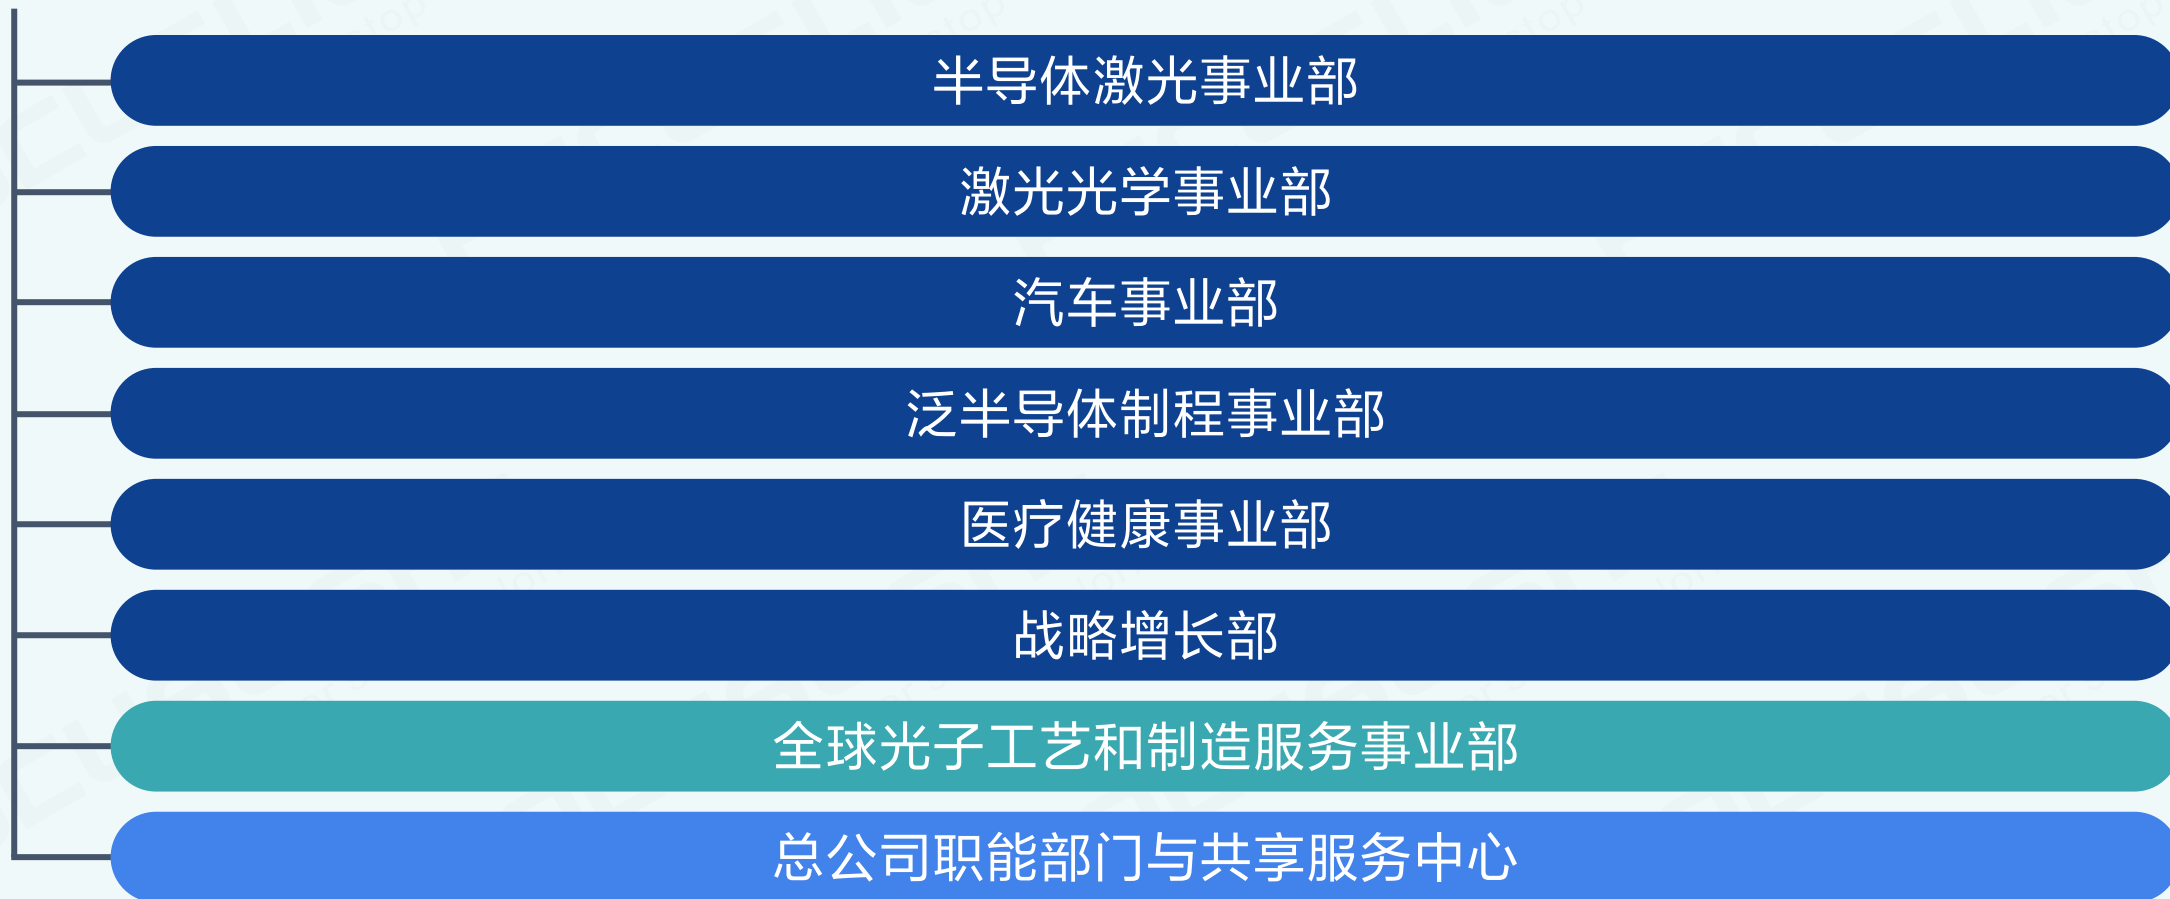 半导体激光事业部
激光光学事业部
汽车事业部
泛半导体制程事业部
医疗健康事业部
战略增长部
全球光子工艺和制造服务事业部
总公司职能部门与共享服务中心